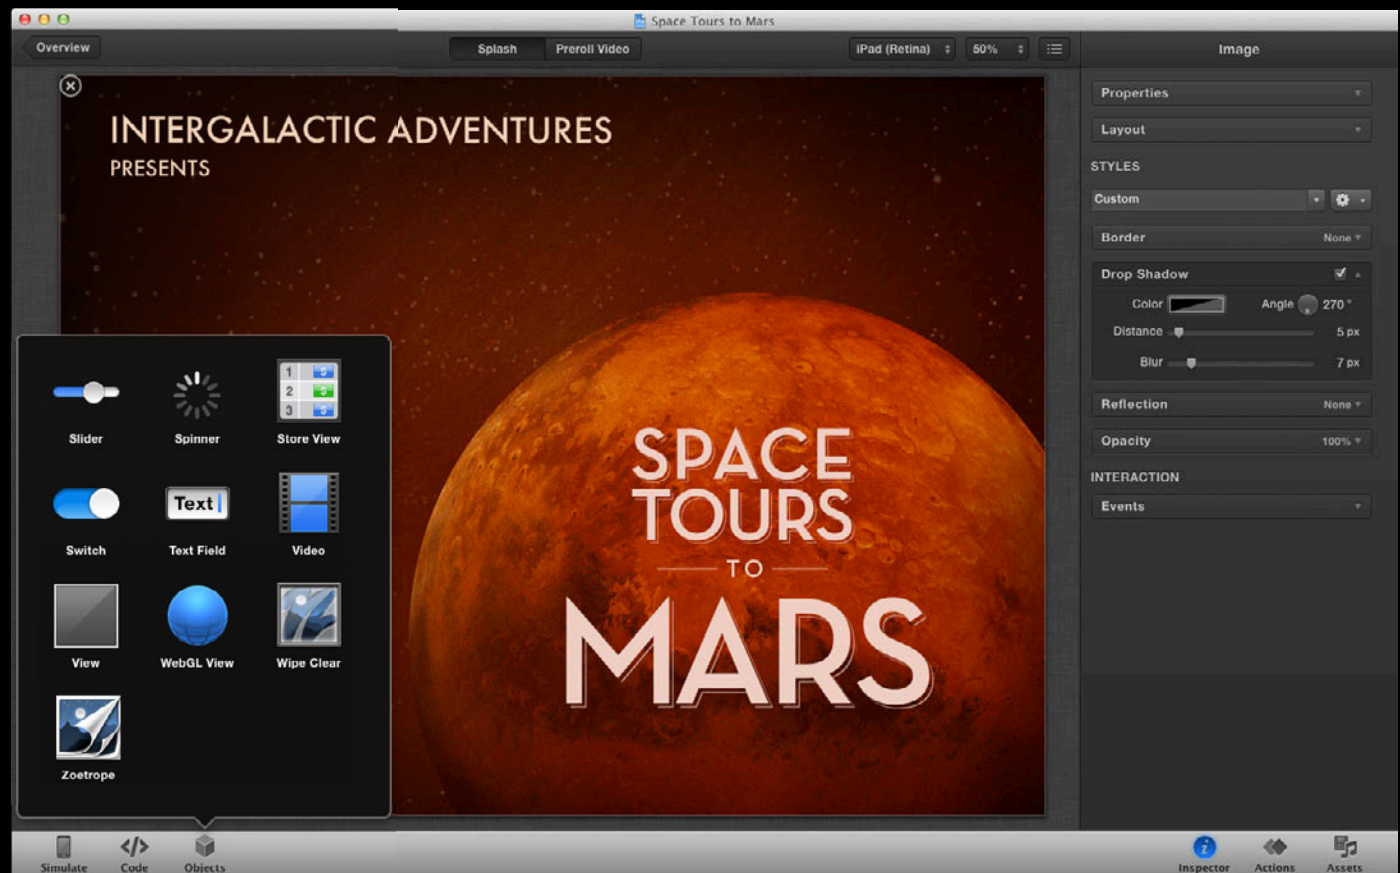 Space Tours to Mars
Overview
Splash
Preroll Video
iPad (Retina)
50%
Image
INTERGALACTIC ADVENTURES
PRESENTS
SPACE
TOURS
TO
MARS
Slider
Spinner
1 S
2 S
3 S
Store View
Switch
Text
Text Field
Video
View
WebGL View
Wipe Clear
Zoetrope
Properties
Layout
STYLES
Custom
Border None
Drop Shadow
Color Angle 270°
Distance 5 px
Blur 7 px
Reflection None
Opacity 100%
INTERACTION
Events
Simulate
</>
Code
Objects
i
Inspector
Actions
Assets